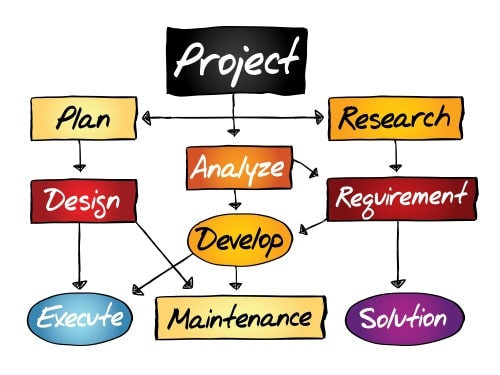 Project
Plan
Research
Analyze
Design
Requirement
Develop
Execute
Maintenance
Solution